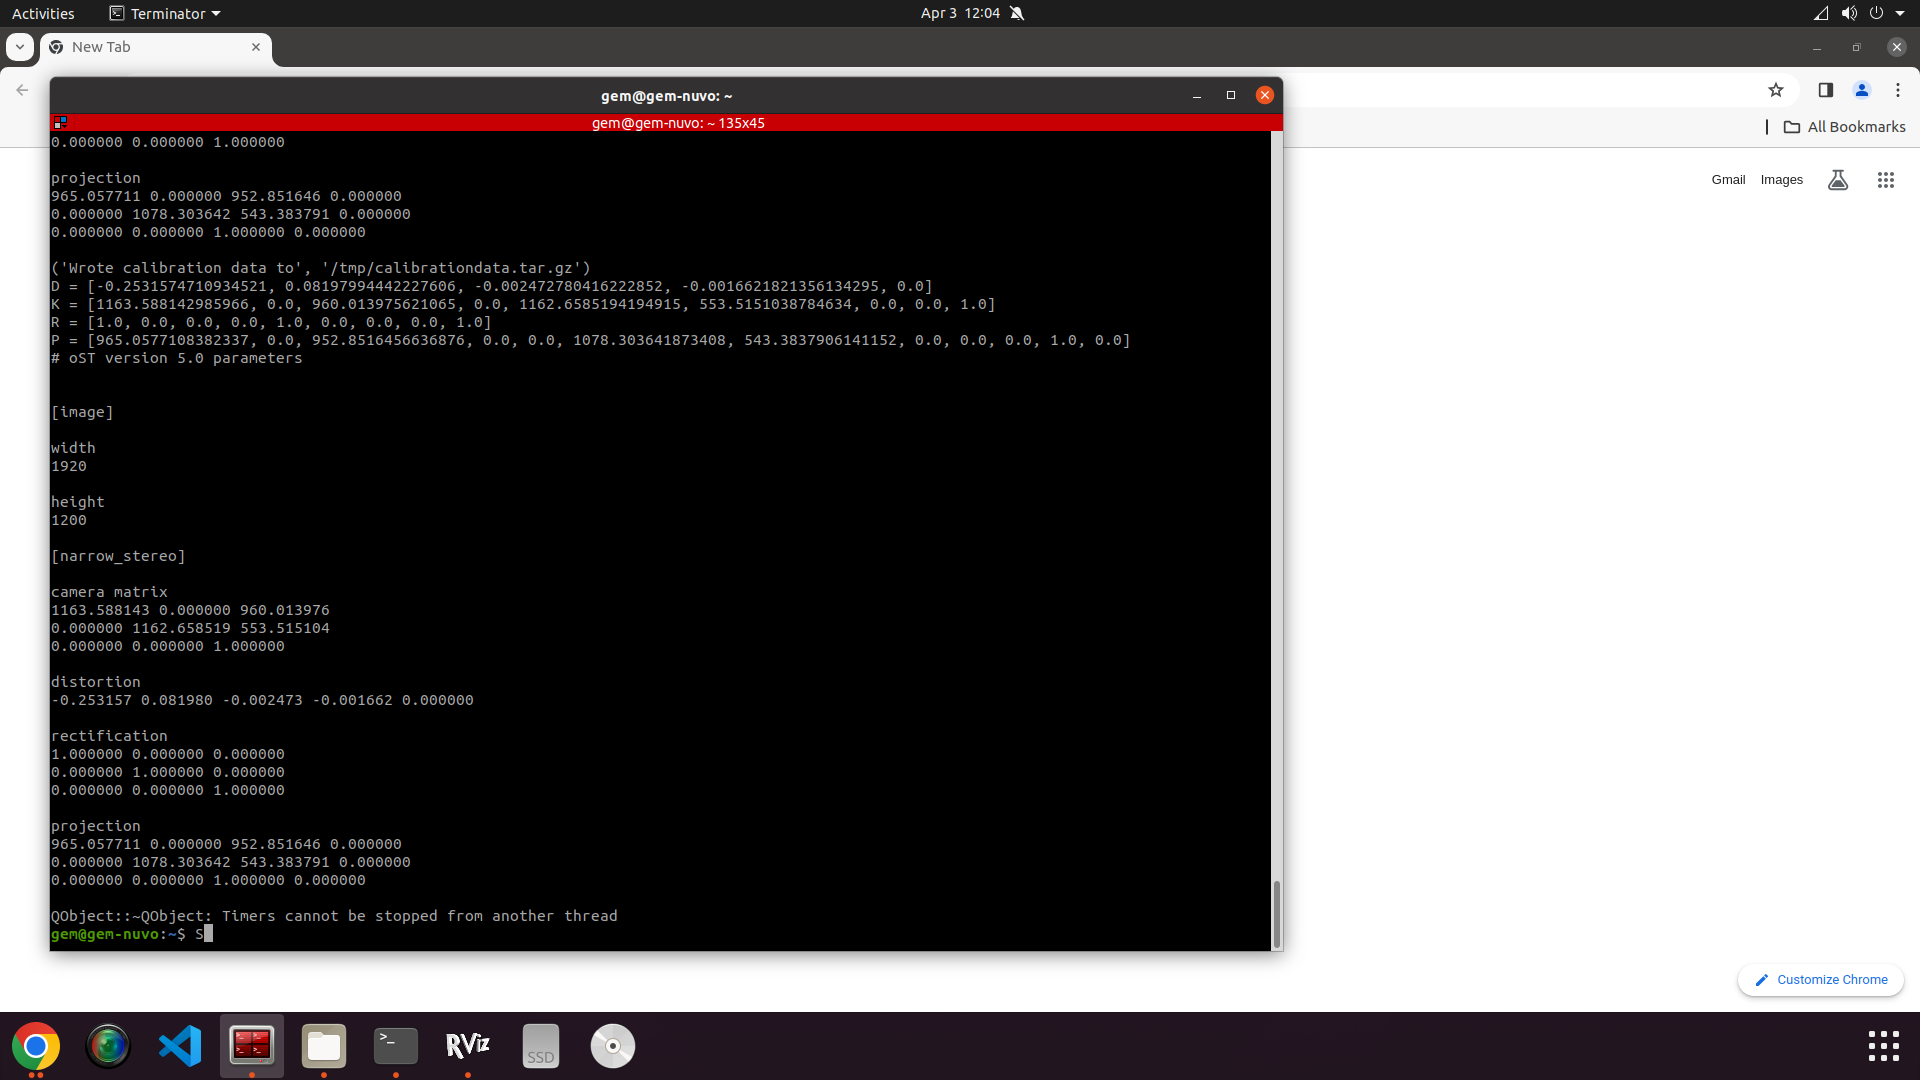 Activities
Terminator
Apr 3 12:04
New Tab
gem@gem-nuvo: ~
gem@gem-nuvo: ~ 135x45
All Bookmarks
Gmail
Images
0.000000 0.000000 1.000000
projection
965.057711 0.000000 952.851646 0.000000
0.000000 1078.303642 543.383791 0.000000
0.000000 0.000000 1.000000 0.000000
('Wrote calibration data to', '/tmp/calibrationdata.tar.gz')
D = [-0.2531574710934521, 0.08197994442227606, -0.002472780416222852, -0.0016621821356134295, 0.0]
K = [1163.588142985966, 0.0, 960.013975621065, 0.0, 1162.6585194194915, 553.5151038784634, 0.0, 0.0, 1.0]
R = [1.0, 0.0, 0.0, 0.0, 1.0, 0.0, 0.0, 0.0, 1.0]
P = [965.0577108382337, 0.0, 952.8516456636876, 0.0, 0.0, 1078.303641873408, 543.3837906141152, 0.0, 0.0, 0.0, 1.0, 0.0]
# oST version 5.0 parameters
[image]
width
1920
height
1200
[narrow_stereo]
camera matrix
1163.588143 0.000000 960.013976
0.000000 1162.658519 553.515104
0.000000 0.000000 1.000000
distortion
-0.253157 0.081980 -0.002473 -0.001662 0.000000
rectification
1.000000 0.000000 0.000000
0.000000 1.000000 0.000000
0.000000 0.000000 1.000000
projection
965.057711 0.000000 952.851646 0.000000
0.000000 1078.303642 543.383791 0.000000
0.000000 0.000000 1.000000 0.000000
QObject::~QObject: Timers cannot be stopped from another thread
gem@gem-nuvo:~$ S
Customize Chrome
RViz
SSD